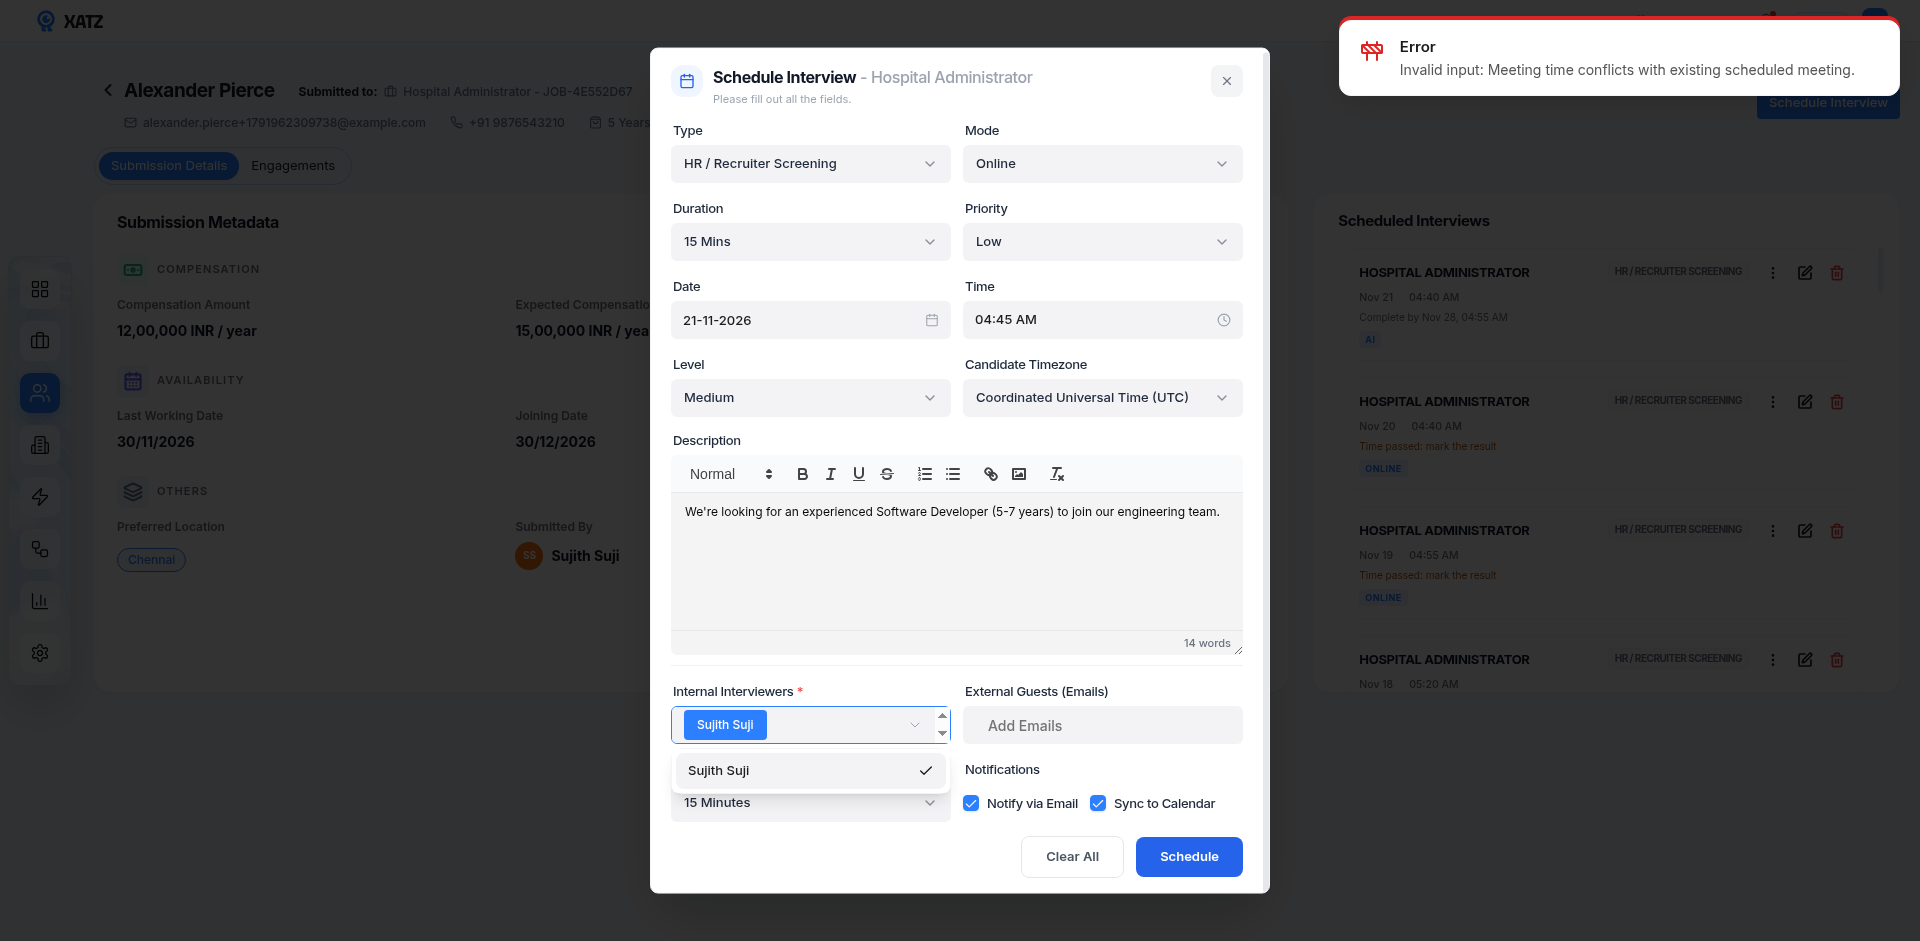 XATZ
Error
Invalid input: Meeting time conflicts with existing scheduled meeting.
Alexander Pierce
Submitted to: Hospital Administrator - JOB-4E552D67
Schedule Interview
alexander.pierce+1791962309738@example.com +91 9876543210 5 Years
Submission Details Engagements
Submission Metadata
COMPENSATION
Compensation Amount Expected Compensatio
12,00,000 INR / year 15,00,000 INR / yea
AVAILABILITY
Last Working Date Joining Date
30/11/2026 30/12/2026
OTHERS
Preferred Location Submitted By
Chennai SS Sujith Suji
Schedule Interview - Hospital Administrator
Please fill out all the fields.
Type Mode
HR / Recruiter Screening Online
Duration Priority
15 Mins Low
Date Time
21-11-2026 04:45 AM
Level Candidate Timezone
Medium Coordinated Universal Time (UTC)
Description
Normal
We're looking for an experienced Software Developer (5-7 years) to join our engineering team.
14 words
Internal Interviewers * External Guests (Emails)
Sujith Suji Add Emails
Sujith Suji Notifications
15 Minutes Notify via Email Sync to Calendar
Clear All Schedule
Scheduled Interviews
HOSPITAL ADMINISTRATOR HR / RECRUITER SCREENING
Nov 21 04:40 AM
Complete by Nov 28, 04:55 AM
AI
HOSPITAL ADMINISTRATOR HR / RECRUITER SCREENING
Nov 20 04:40 AM
Time passed: mark the result
ONLINE
HOSPITAL ADMINISTRATOR HR / RECRUITER SCREENING
Nov 19 04:55 AM
Time passed: mark the result
ONLINE
HOSPITAL ADMINISTRATOR HR / RECRUITER SCREENING
Nov 18 05:20 AM